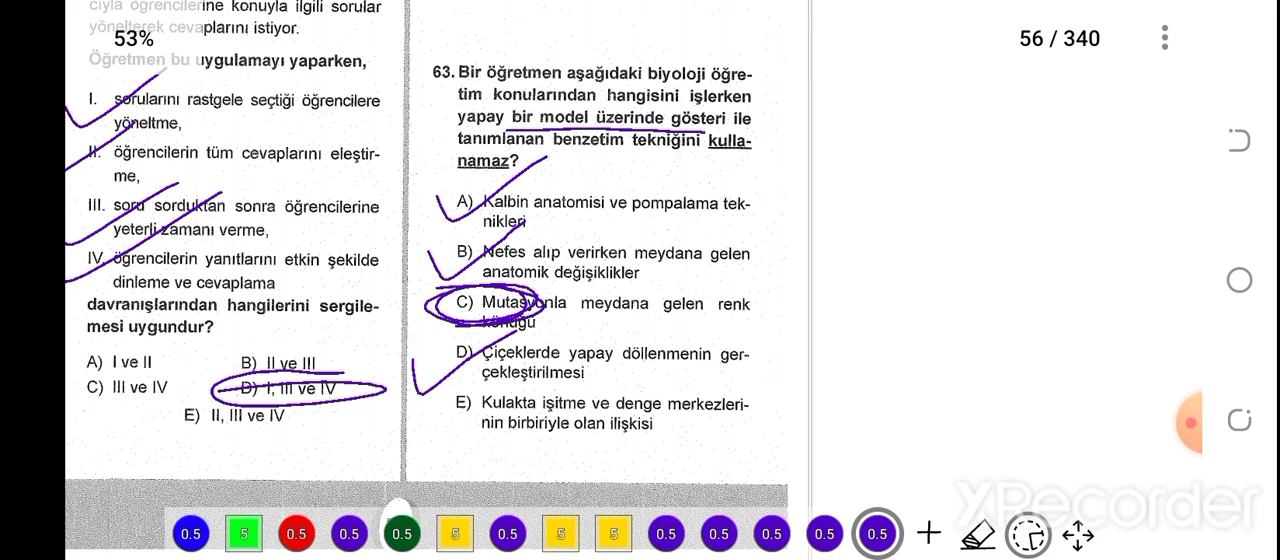 cıyla öğrencilerine konuyla ilgili sorular
yönelterek cevaplarını istiyor.
Öğretmen bu uygulamayı yaparken,
I. sorularını rastgele seçtiği öğrencilere
yöneltme,
II. öğrencilerin tüm cevaplarını eleştir-
me,
III. soru sorduktan sonra öğrencilerine
yeterli zamanı verme,
IV. öğrencilerin yanıtlarını etkin şekilde
dinleme ve cevaplama
davranışlarından hangilerini sergile-
mesi uygundur?
A) I ve II B) II ve III
C) III ve IV D) I, III ve IV
E) II, III ve IV
63. Bir öğretmen aşağıdaki biyoloji öğre-
tim konularından hangisini işlerken
yapay bir model üzerinde gösteri ile
tanımlanan benzetim tekniğini kulla-
namaz?
A) Kalbin anatomisi ve pompalama tek-
nikleri
B) Nefes alıp verirken meydana gelen
anatomik değişiklikler
C) Mutasyonla meydana gelen renk
körlüğü
D) Çiçeklerde yapay döllenmenin ger-
çekleştirilmesi
E) Kulakta işitme ve denge merkezleri-
nin birbiriyle olan ilişkisi
53%
56 / 340
XRecorder
0.5 5 0.5 0.5 0.5 5 0.5 5 5 0.5 0.5 0.5 0.5 0.5